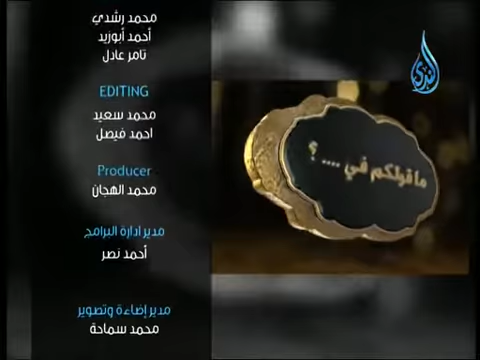 محمد رشدي
أحمد أبوزيد
تامر عادل
EDITING
محمد سعيد
احمد فيصل
Producer
محمد الهجان
مدير ادارة البرامج
أحمد نصر
مدير إضاءة وتصوير
محمد سماحة
ما قولكم في .... ؟
الندى